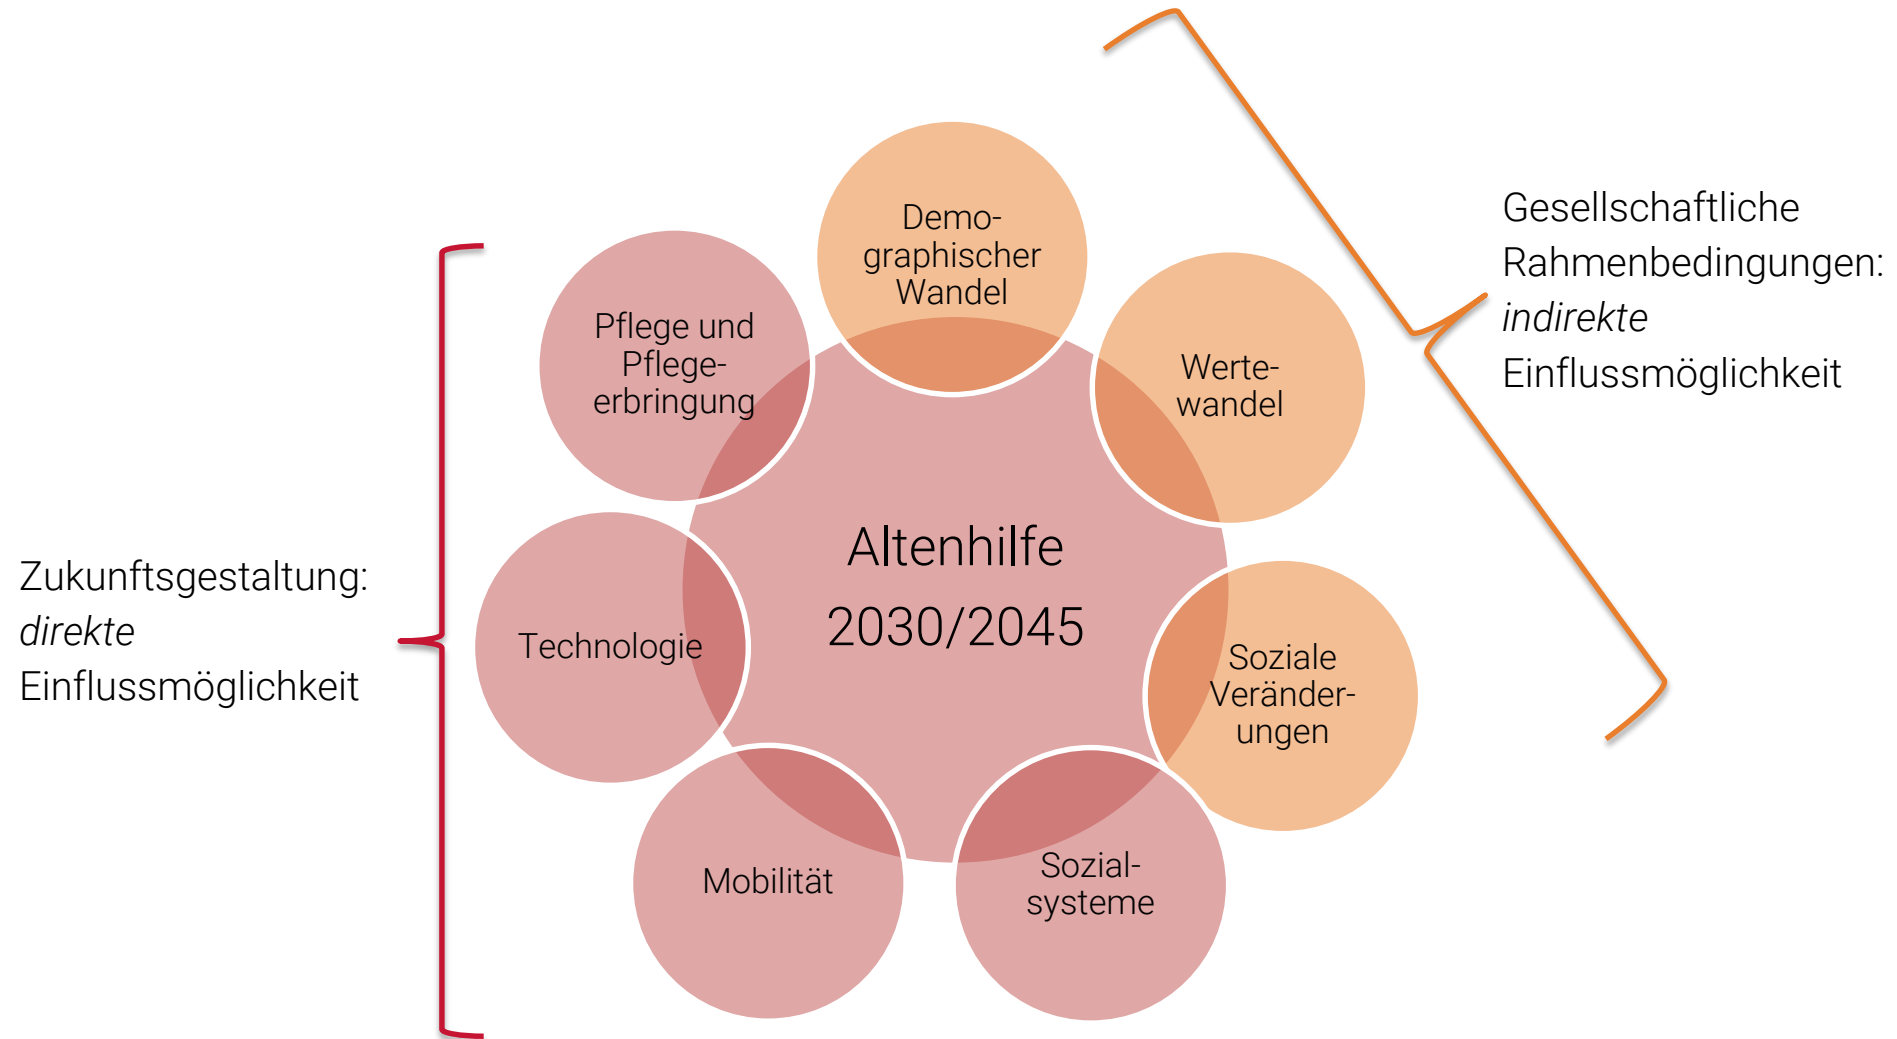 Demo-
graphischer
Wandel
Werte-
wandel
Soziale
Veränder-
ungen
Sozial-
systeme
Mobilität
Technologie
Pflege und
Pflege-
erbringung
Altenhilfe
2030/2045
Zukunftsgestaltung:
direkte
Einflussmöglichkeit
Gesellschaftliche
Rahmenbedingungen:
indirekte
Einflussmöglichkeit